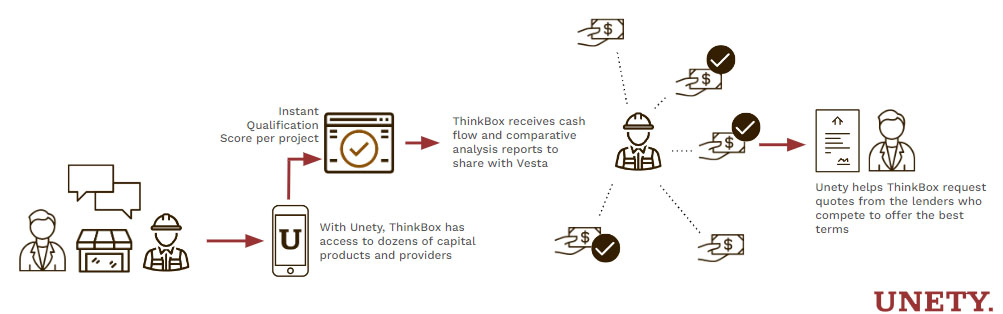 Instant
Qualification
Score per project
ThinkBox receives cash
flow and comparative
analysis reports to
share with Vesta
U
With Unety, ThinkBox has
access to dozens of capital
products and providers
$
$
$
$
$
Unety helps ThinkBox request
quotes from the lenders who
compete to offer the best
terms
UNETY.